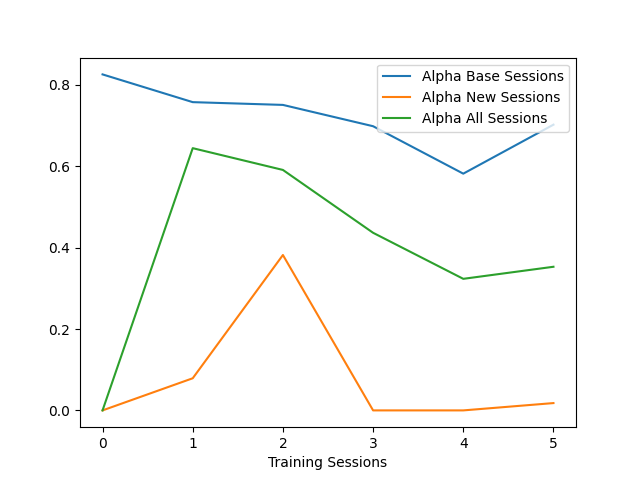 Alpha Base Sessions
Alpha New Sessions
Alpha All Sessions
0.8
0.6
0.4
0.2
0.0
0 1 2 3 4 5
Training Sessions